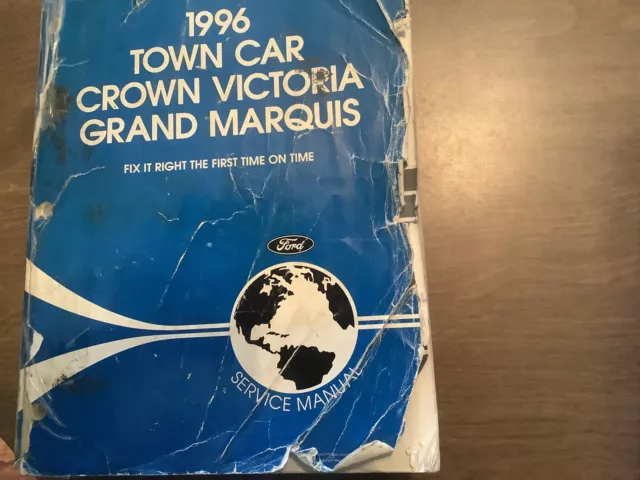 1996
TOWN CAR
CROWN VICTORIA
GRAND MARQUIS
FIX IT RIGHT THE FIRST TIME ON TIME
Ford
SERVICE MANUAL